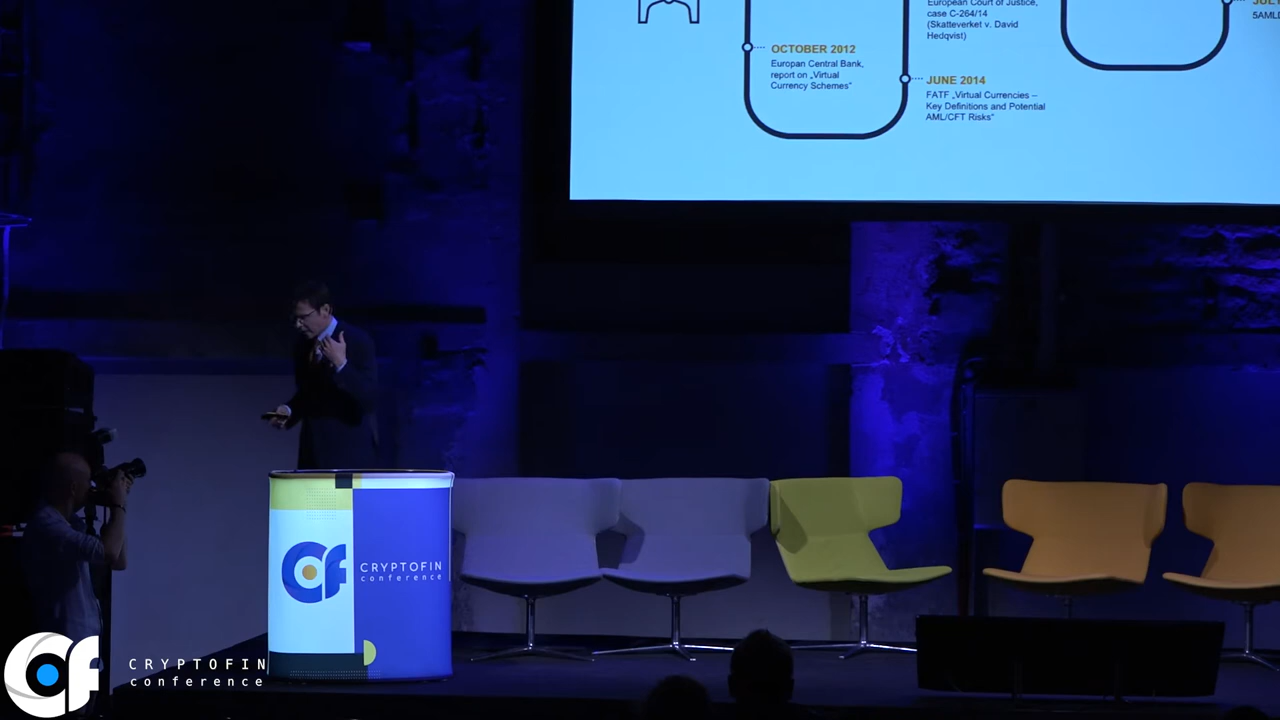 European Court of Justice,
case C-264/14
(Skatteverket v. David
Hedqvist)
OCTOBER 2012
Europan Central Bank,
report on „Virtual
Currency Schemes“
JUNE 2014
FATF „Virtual Currencies –
Key Definitions and Potential
AML/CFT Risks“
CRYPTOFIN
conference
CRYPTOFIN
conference